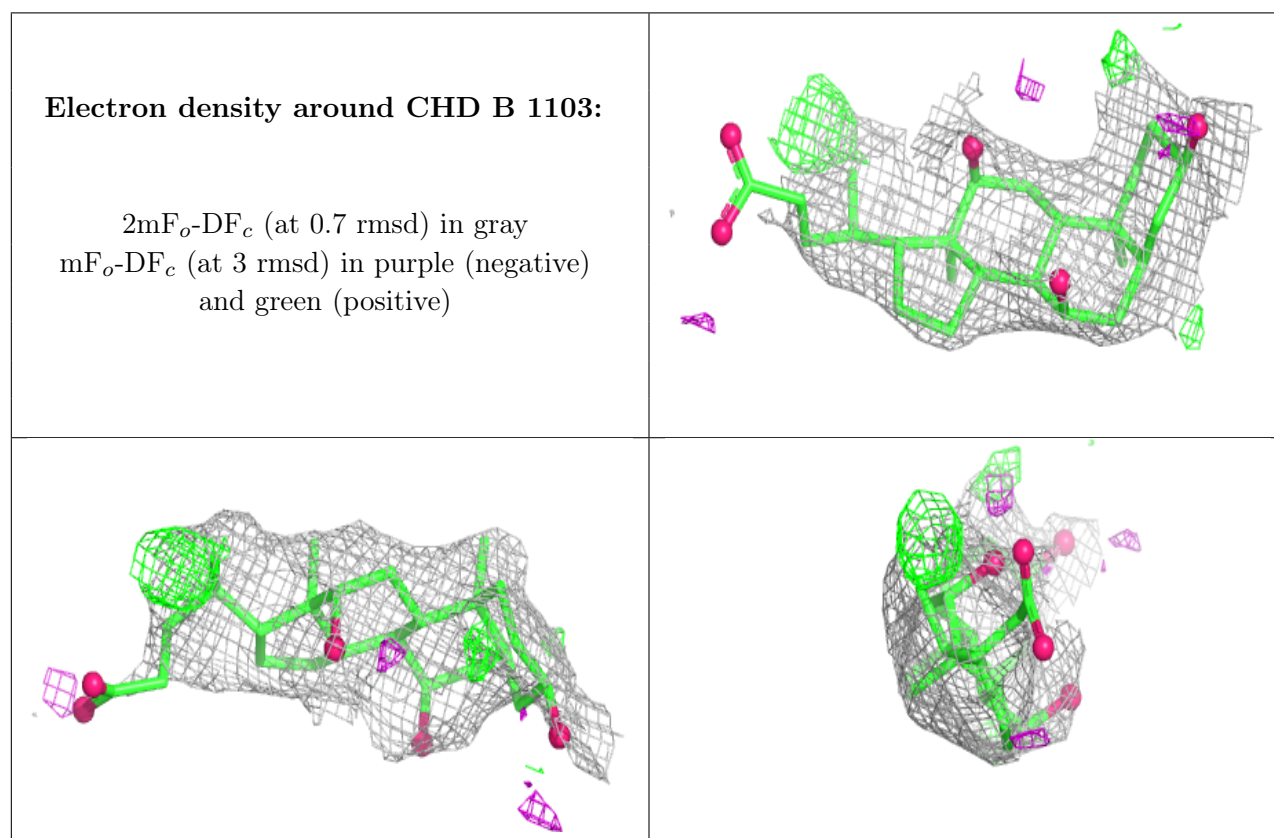 Electron density around CHD B 1103:
2mFo-DFc (at 0.7 rmsd) in gray
mFo-DFc (at 3 rmsd) in purple (negative)
and green (positive)